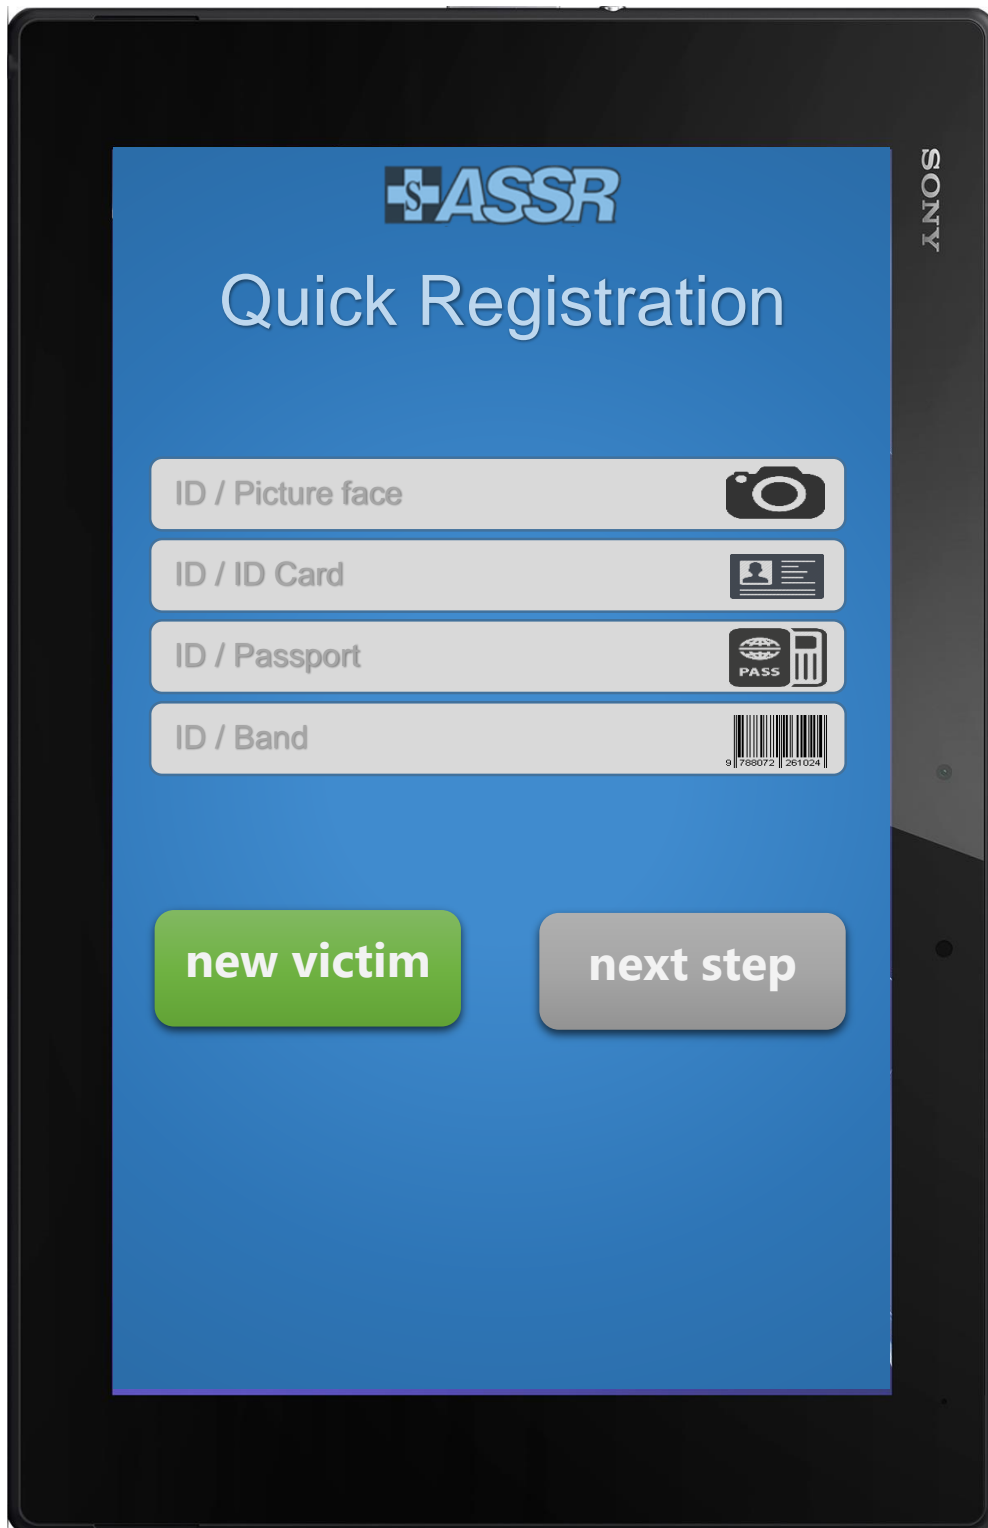 SONY
S ASSR
Quick Registration
ID / Picture face
ID / ID Card
ID / Passport
PASS
ID / Band
9 788072 261024
new victim
next step